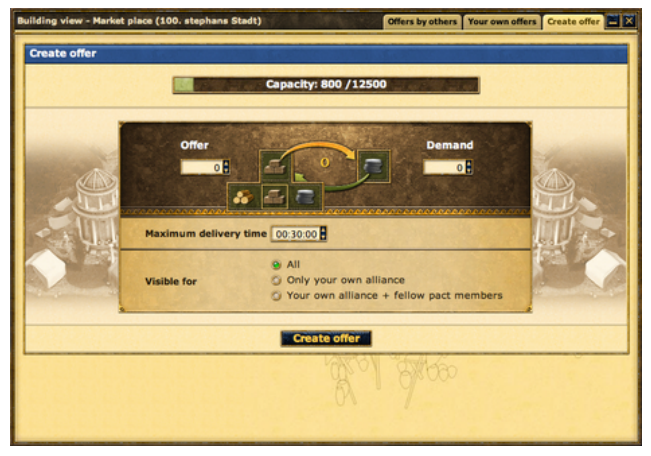 Building view - Market place (100. stephans Stadt)
Offers by others
Your own offers
Create offer
Create offer
Capacity: 800 /12500
Offer
Demand
0
0
0
Maximum delivery time 00:30:00
All
Visible for
Only your own alliance
Your own alliance + fellow pact members
Create offer